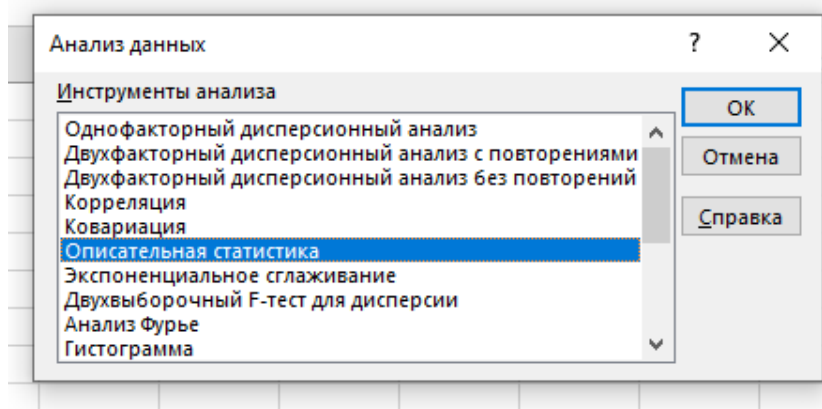 Анализ данных
?
Инструменты анализа
Однофакторный дисперсионный анализ
Двухфакторный дисперсионный анализ с повторениями
Двухфакторный дисперсионный анализ без повторений
Корреляция
Ковариация
Описательная статистика
Экспоненциальное сглаживание
Двухвыборочный F-тест для дисперсии
Анализ Фурье
Гистограмма
ОК
Отмена
Справка